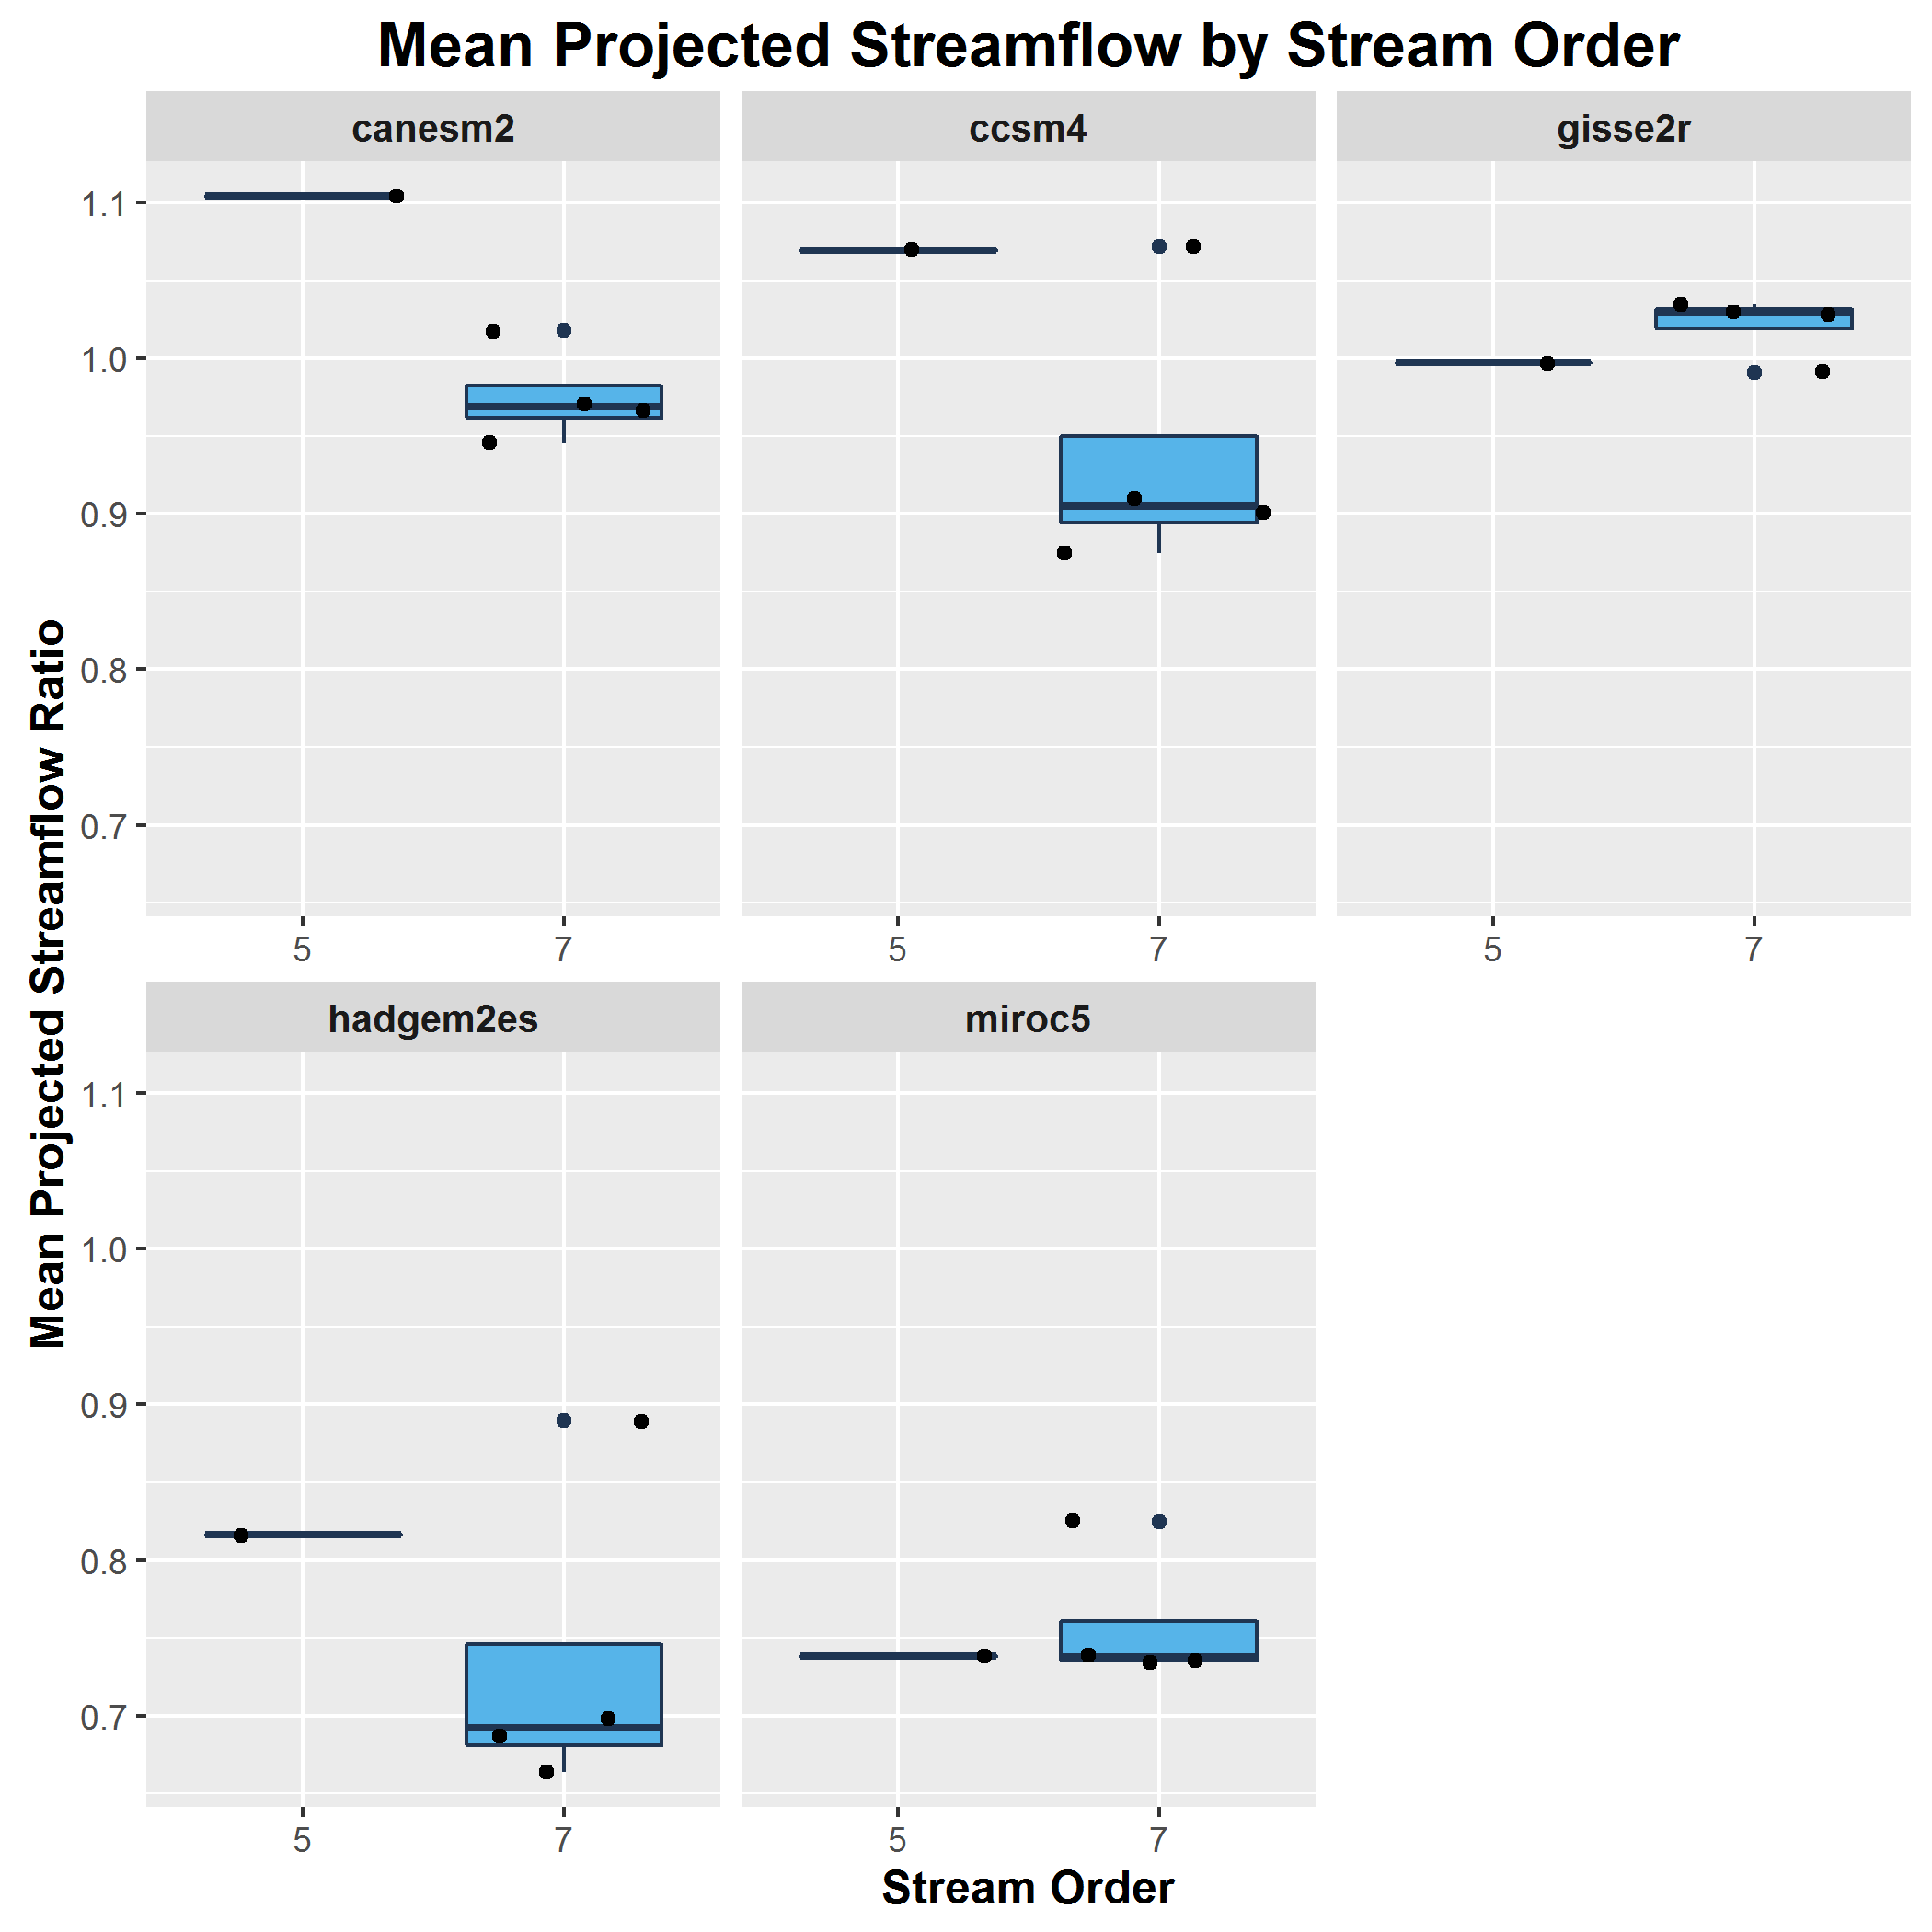 Mean Projected Streamflow by Stream Order
canesm2
ccsm4
gisse2r
1.1
1.0
0.9
0.8
0.7
5 7
5 7
5 7
Mean Projected Streamflow Ratio
hadgem2es
miroc5
1.1
1.0
0.9
0.8
0.7
5 7
5 7
Stream Order